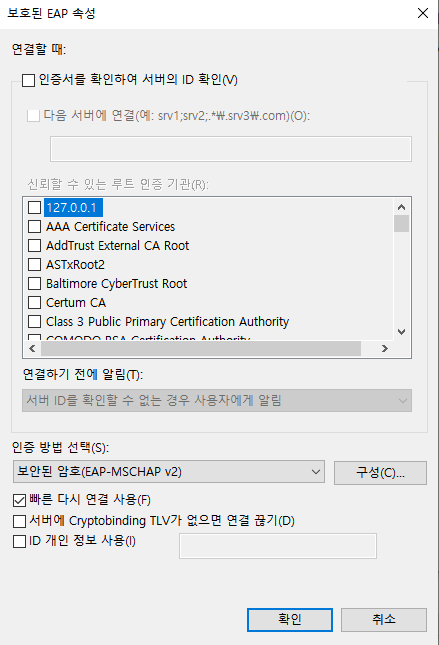 보호된 EAP 속성
연결할 때:
인증서를 확인하여 서버의 ID 확인(V)
다음 서버에 연결(예: srv1;srv2;.*\.srv3\.com)(O):
신뢰할 수 있는 루트 인증 기관(R):
127.0.0.1
AAA Certificate Services
AddTrust External CA Root
ASTxRoot2
Baltimore CyberTrust Root
Certum CA
Class 3 Public Primary Certification Authority
COMODO RSA Certification Authority
연결하기 전에 알림(T):
서버 ID를 확인할 수 없는 경우 사용자에게 알림
인증 방법 선택(S):
보안된 암호(EAP-MSCHAP v2)
구성(C)...
빠른 다시 연결 사용(F)
서버에 Cryptobinding TLV가 없으면 연결 끊기(D)
ID 개인 정보 사용(I)
확인
취소